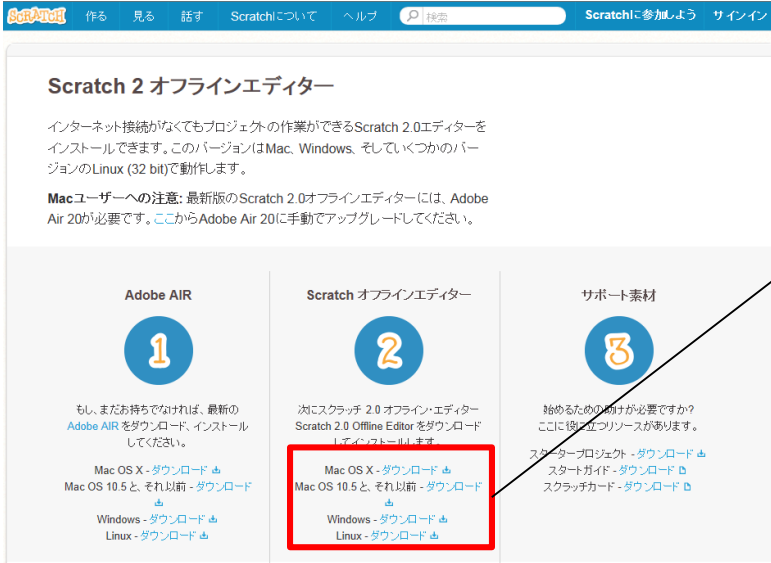 SCRATCH 作る 見る 話す Scratchについて ヘルプ 検索 Scratchに参加しよう サインイン
Scratch 2 オフラインエディター
インターネット接続がなくてもプロジェクトの作業ができるScratch 2.0エディターを
インストールできます。このバージョンはMac、Windows、そしていくつかのバー
ジョンのLinux (32 bit)で動作します。
Macユーザーへの注意: 最新版のScratch 2.0オフラインエディターには、Adobe
Air 20が必要です。ここからAdobe Air 20に手動でアップグレードしてください。
Adobe AIR
1
もし、まだお持ちでなければ、最新の
Adobe AIR をダウンロード、インストール
してください。
Mac OS X - ダウンロード
Mac OS 10.5 と、それ以前 - ダウンロード
Windows - ダウンロード
Linux - ダウンロード
Scratch オフラインエディター
2
次にスクラッチ 2.0 オフライン・エディター
Scratch 2.0 Offline Editor をダウンロード
してインストールします。
Mac OS X - ダウンロード
Mac OS 10.5 と、それ以前 - ダウンロード
Windows - ダウンロード
Linux - ダウンロード
サポート素材
3
始めるための助けが必要ですか?
ここに役に立つリソースがあります。
スタータープロジェクト - ダウンロード
スタートガイド - ダウンロード
スクラッチカード - ダウンロード